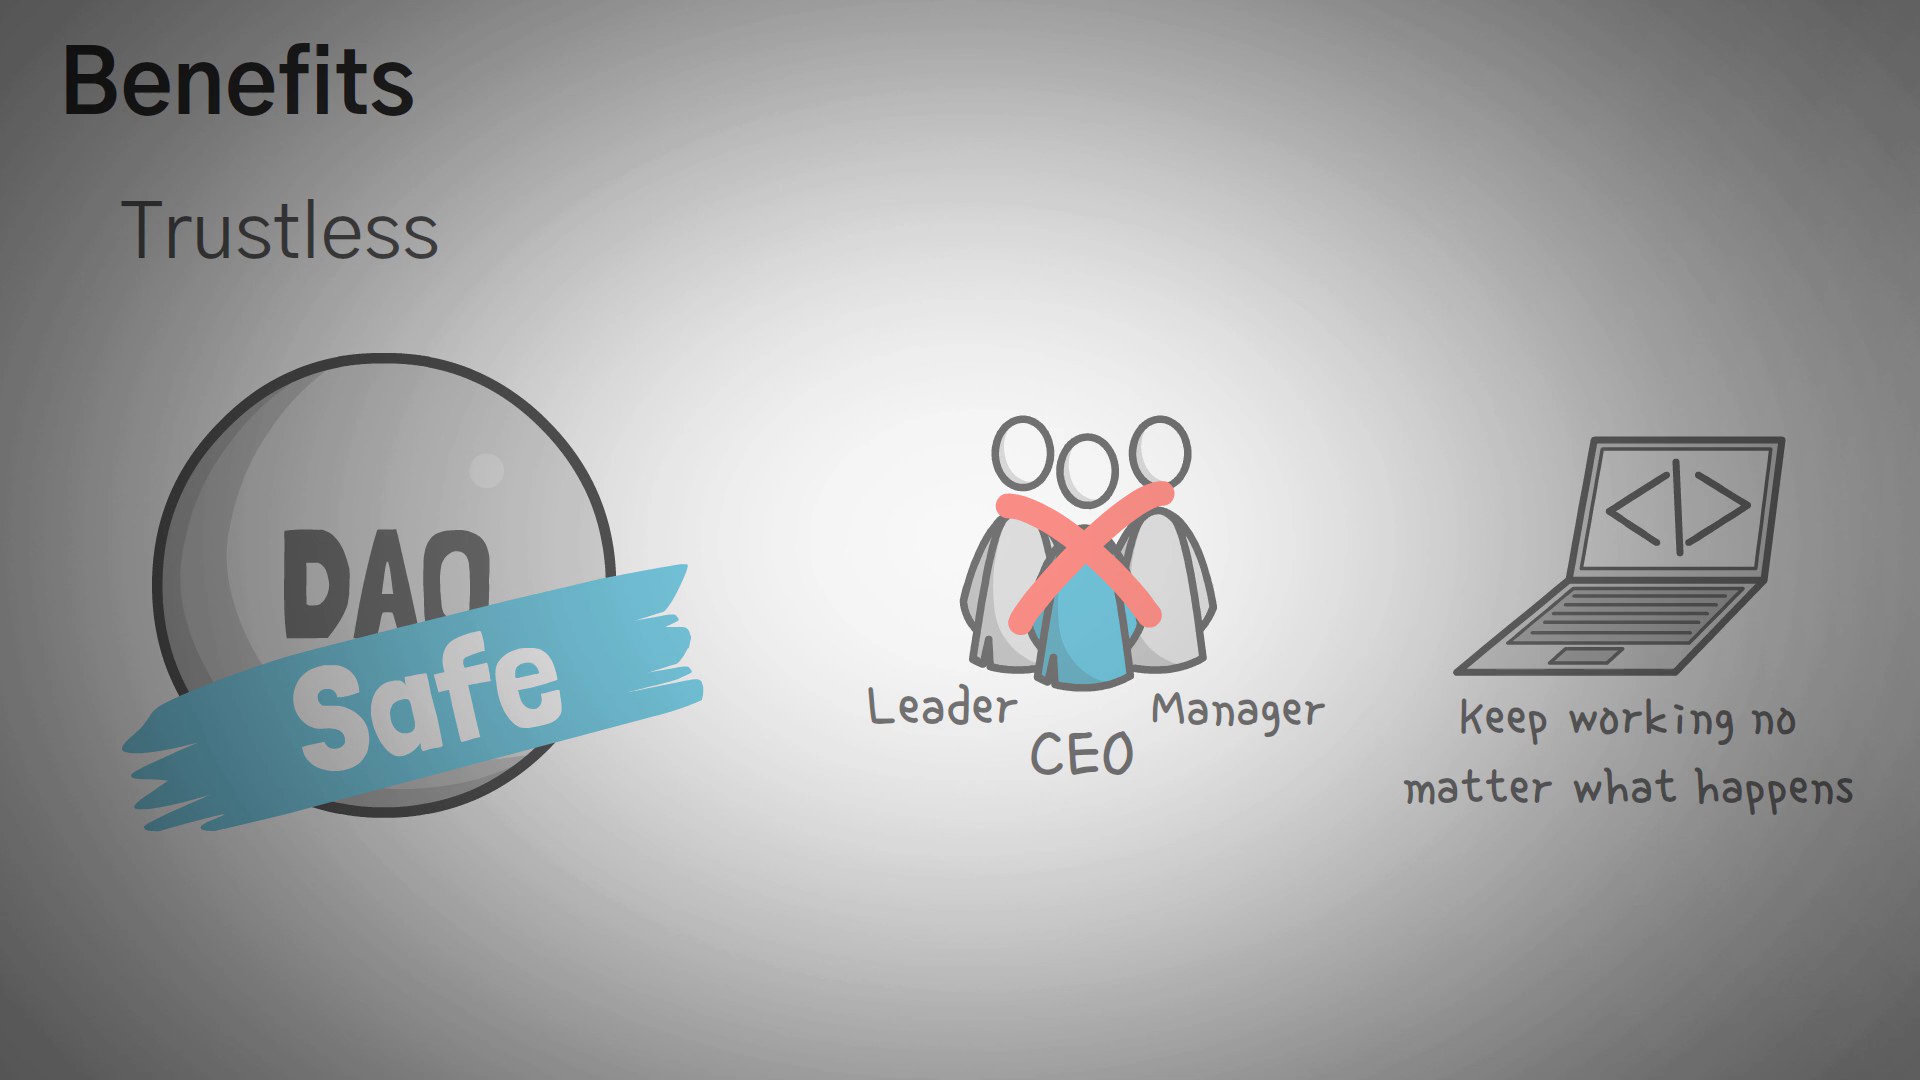 Benefits
Trustless
DAO
Safe
Leader
Manager
CEO
</>
keep working no
matter what happens